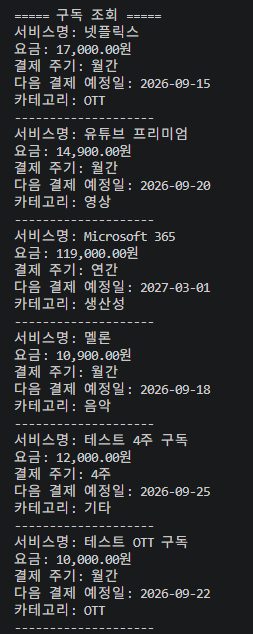 ===== 구독 조회 =====
서비스명: 넷플릭스
요금: 17,000.00원
결제 주기: 월간
다음 결제 예정일: 2026-09-15
카테고리: OTT
--------------------
서비스명: 유튜브 프리미엄
요금: 14,900.00원
결제 주기: 월간
다음 결제 예정일: 2026-09-20
카테고리: 영상
--------------------
서비스명: Microsoft 365
요금: 119,000.00원
결제 주기: 연간
다음 결제 예정일: 2027-03-01
카테고리: 생산성
--------------------
서비스명: 멜론
요금: 10,900.00원
결제 주기: 월간
다음 결제 예정일: 2026-09-18
카테고리: 음악
--------------------
서비스명: 테스트 4주 구독
요금: 12,000.00원
결제 주기: 4주
다음 결제 예정일: 2026-09-25
카테고리: 기타
--------------------
서비스명: 테스트 OTT 구독
요금: 10,000.00원
결제 주기: 월간
다음 결제 예정일: 2026-09-22
카테고리: OTT
--------------------